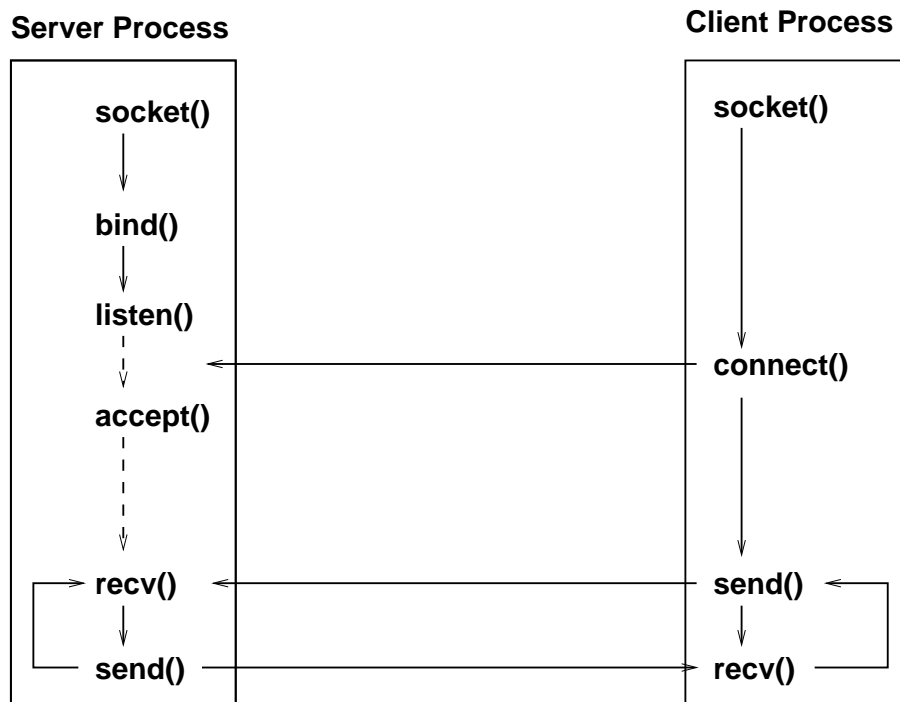 Server Process
socket()
bind()
listen()
accept()
recv()
send()
Client Process
socket()
connect()
send()
recv()